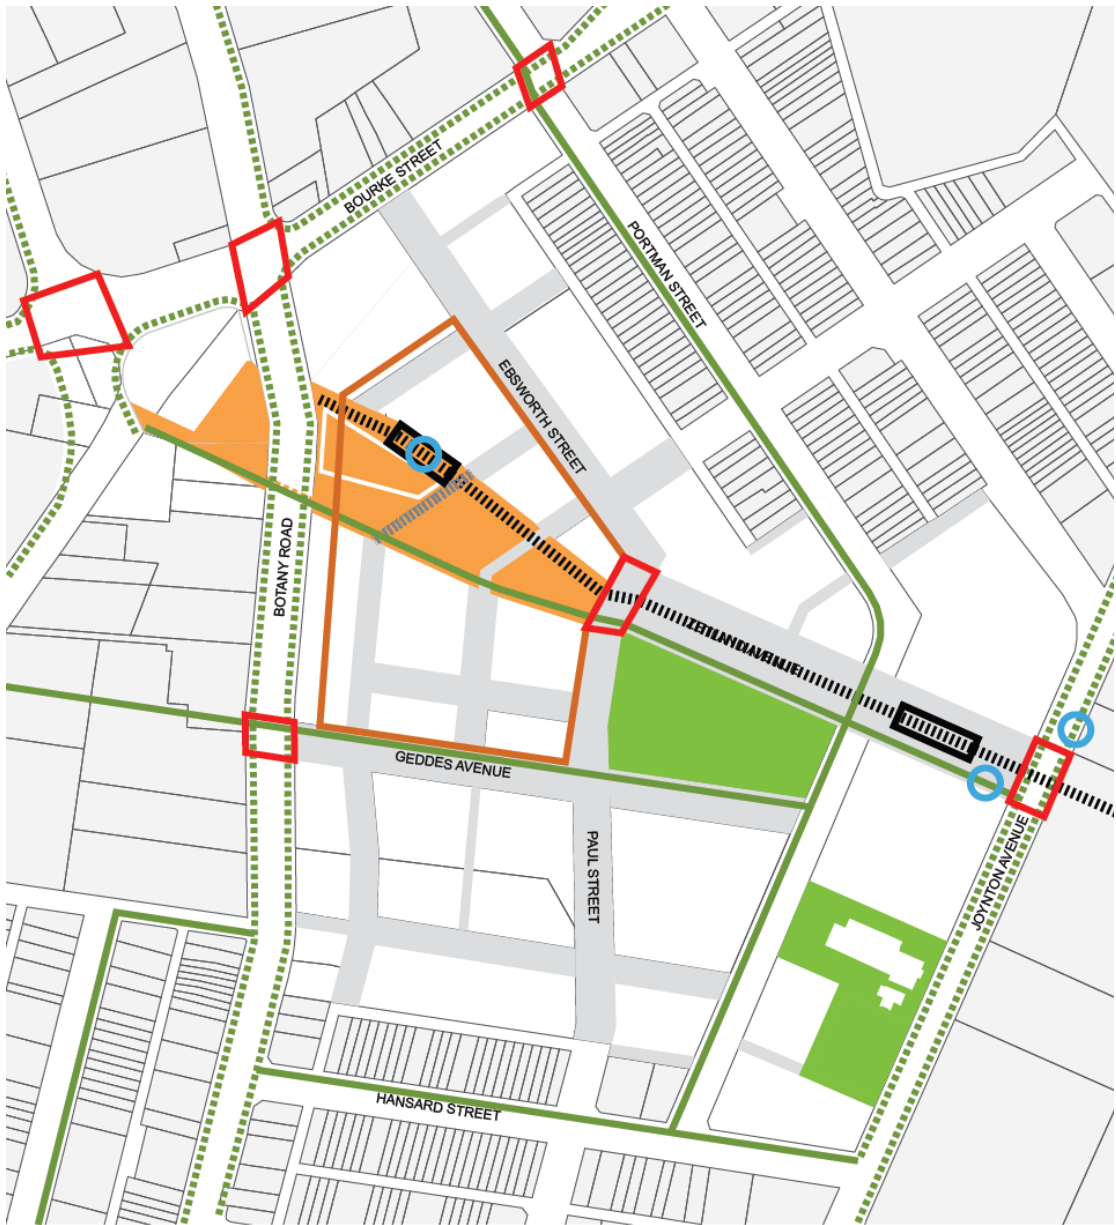 BOURKE STREET
PORTMAN STREET
EBSWORTH STREET
BOTANY ROAD
ZETLAND AVENUE
GEDDES AVENUE
PAUL STREET
JOYNTON AVENUE
HANSARD STREET